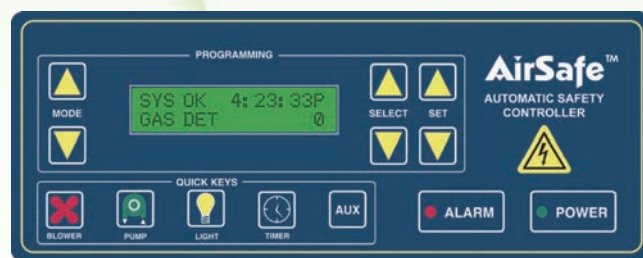 PROGRAMMING
AirSafe™
AUTOMATIC SAFETY
CONTROLLER
MODE
SYS OK 4:23:33P
GAS DET 0
SELECT SET
QUICK KEYS
BLOWER PUMP LIGHT TIMER AUX
ALARM POWER